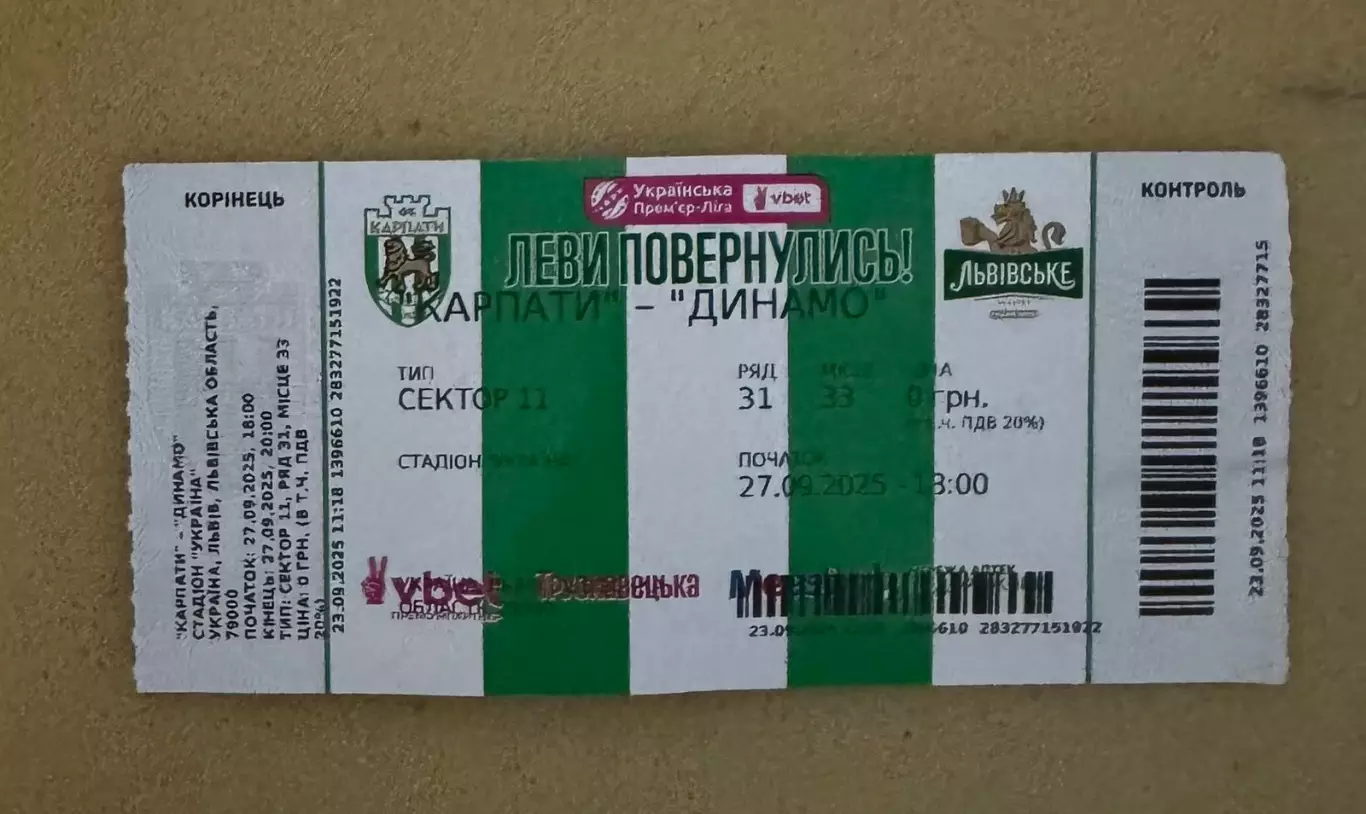 КОРІНЕЦЬ
"КАРПАТИ" - "ДИНАМО"
СТАДІОН "УКРАЇНА"
УКРАЇНА, ЛЬВІВ, ЛЬВІВСЬКА ОБЛАСТЬ,
79000
ПОЧАТОК: 27.09.2025, 18:00
КІНЕЦЬ: 27.09.2025, 20:00
ТИП: СЕКТОР 11, РЯД 31, МІСЦЕ 33
ЦІНА: 0 ГРН. (В Т.Ч. ПДВ
20%)
23.09.2025 11:18 1396610 283277151922
ФК
КАРПАТИ
Українська
Прем'єр-Ліга
vbet
ЛЕВИ ПОВЕРНУЛИСЬ!
"КАРПАТИ" - "ДИНАМО"
ЛЬВІВСЬКЕ
ТИП
СЕКТОР 11
РЯД
31
33
0 грн.
ПДВ 20%)
СТАДІОН
ПОЧАТОК
27.09.2025 - 18:00
vbet
Трускавецька
283277151922
КОНТРОЛЬ
23.09.2025 11:18 1396610 28327715